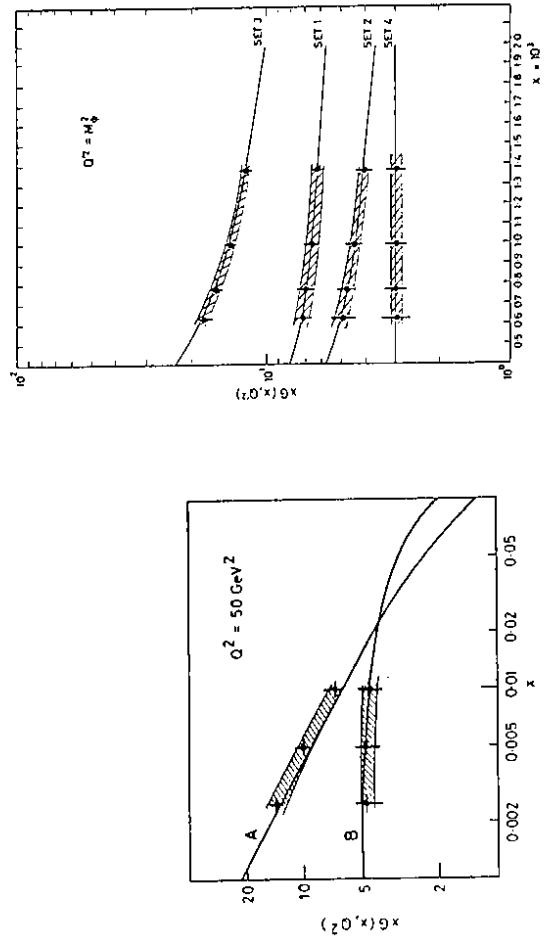 Q² = 50 GeV²
A
B
xG(x,Q²)
20
10
5
2
0·002
0·005
0·01
0·02
0·05
x
Q² = M²ψ
SET 3
SET 1
SET 2
SET 4
xG(x,Q²)
10²
10
10⁰
0·5
0·6
0·7
0·8
0·9
1·0
1·1
1·2
1·3
1·4
1·5
1·6
1·7
1·8
1·9
2·0
x × 10³